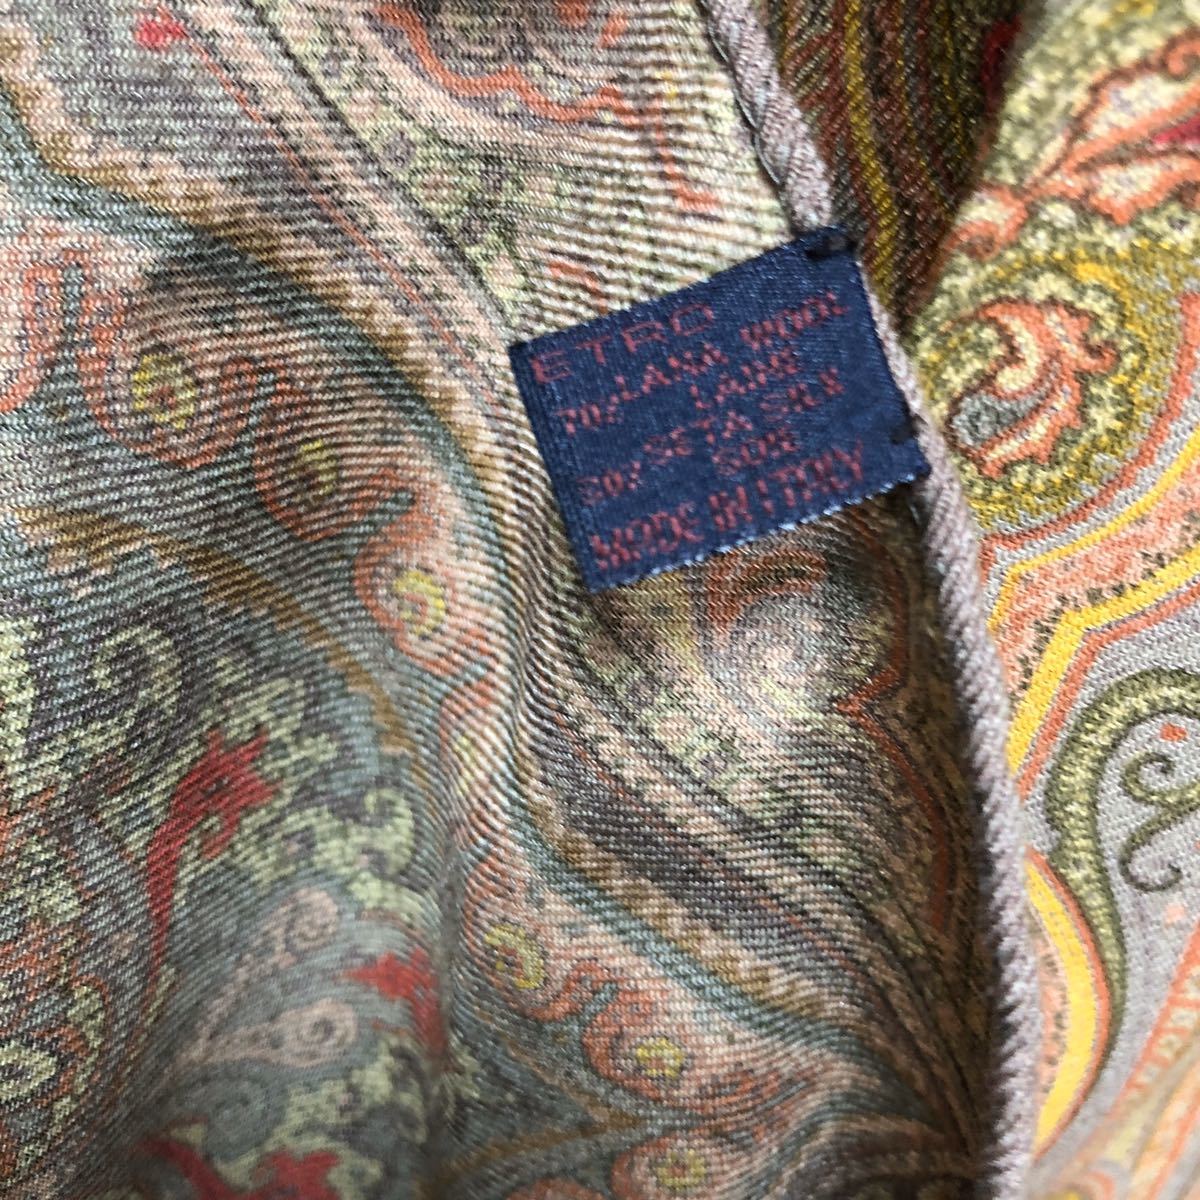 ETRO
70% LANA WOOL
LAINE
30% SETA SILK
SOIE
MADE IN ITALY